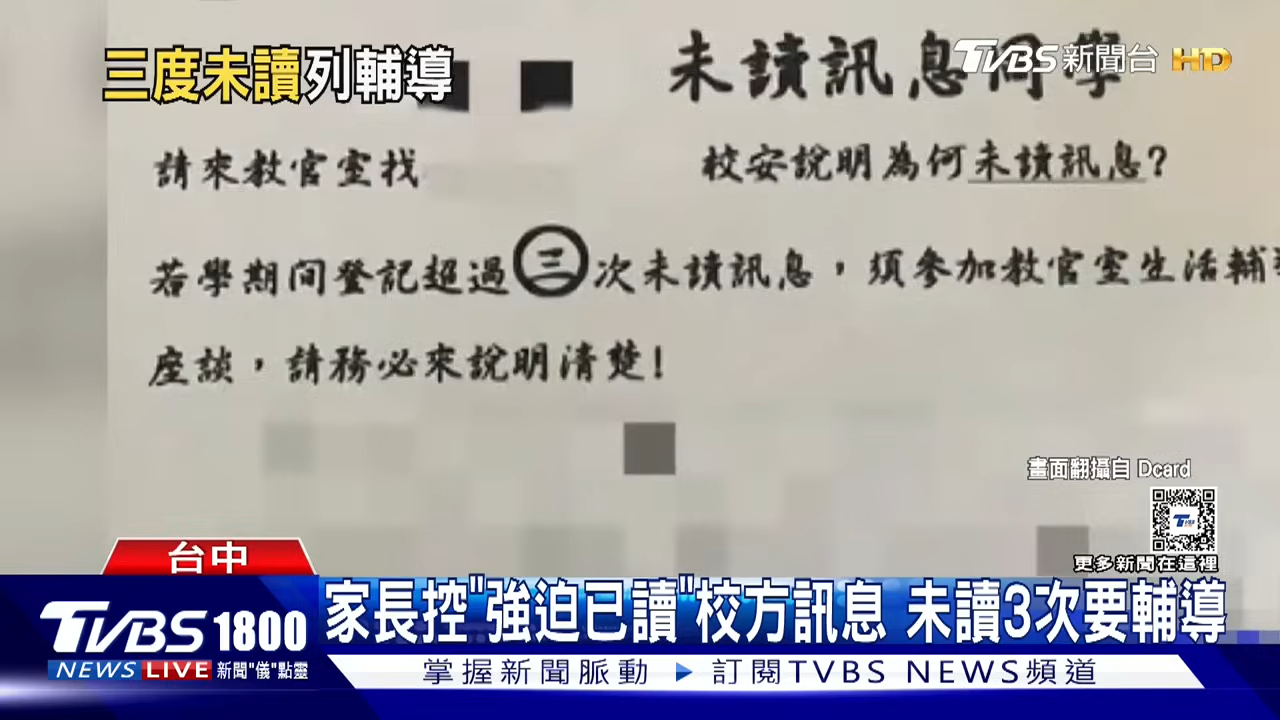 三度未讀列輔導
TVBS新聞台 HD
未讀訊息同學
請來教官室找
校安說明為何未讀訊息?
若學期間登記超過三次未讀訊息，須參加教官室生活輔
座談，請務必來說明清楚!
畫面翻攝自 Dcard
TVBS
更多新聞在這裡
台中
家長控"強迫已讀"校方訊息 未讀3次要輔導
TVBS 1800
NEWS LIVE 新聞"儀"點靈
掌握新聞脈動 ▶ 訂閱TVBS NEWS頻道